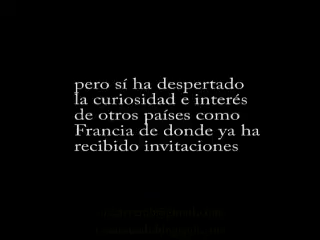 pero sí ha despertado
la curiosidad e interés
de otros países como
Francia de donde ya ha
recibido invitaciones